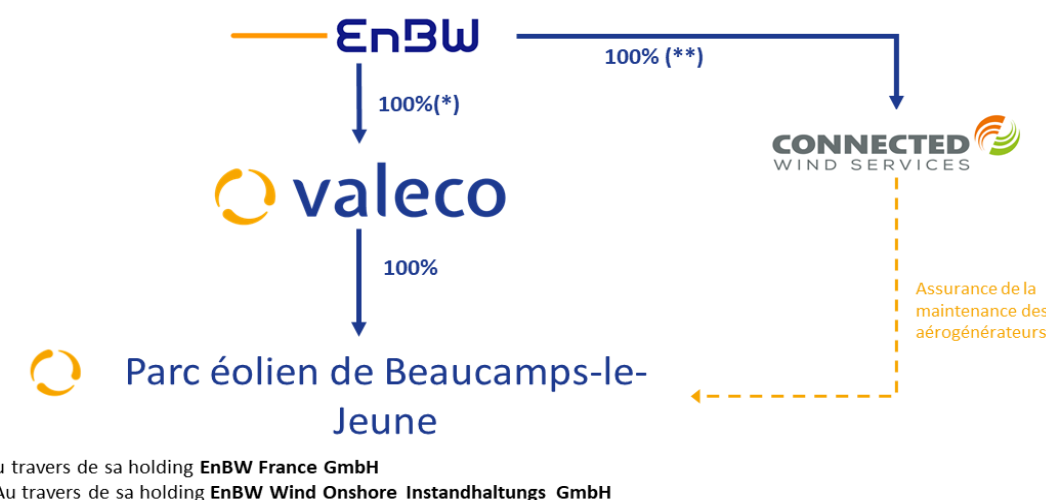 EnBW
100% (**)
100%(*)
CONNECTED
WIND SERVICES
valeco
100%
Assurance de la
maintenance des
aérogénérateurs
Parc éolien de Beaucamps-le-
Jeune
travers de sa holding EnBW France GmbH
Au travers de sa holding EnBW Wind Onshore Instandhaltungs GmbH